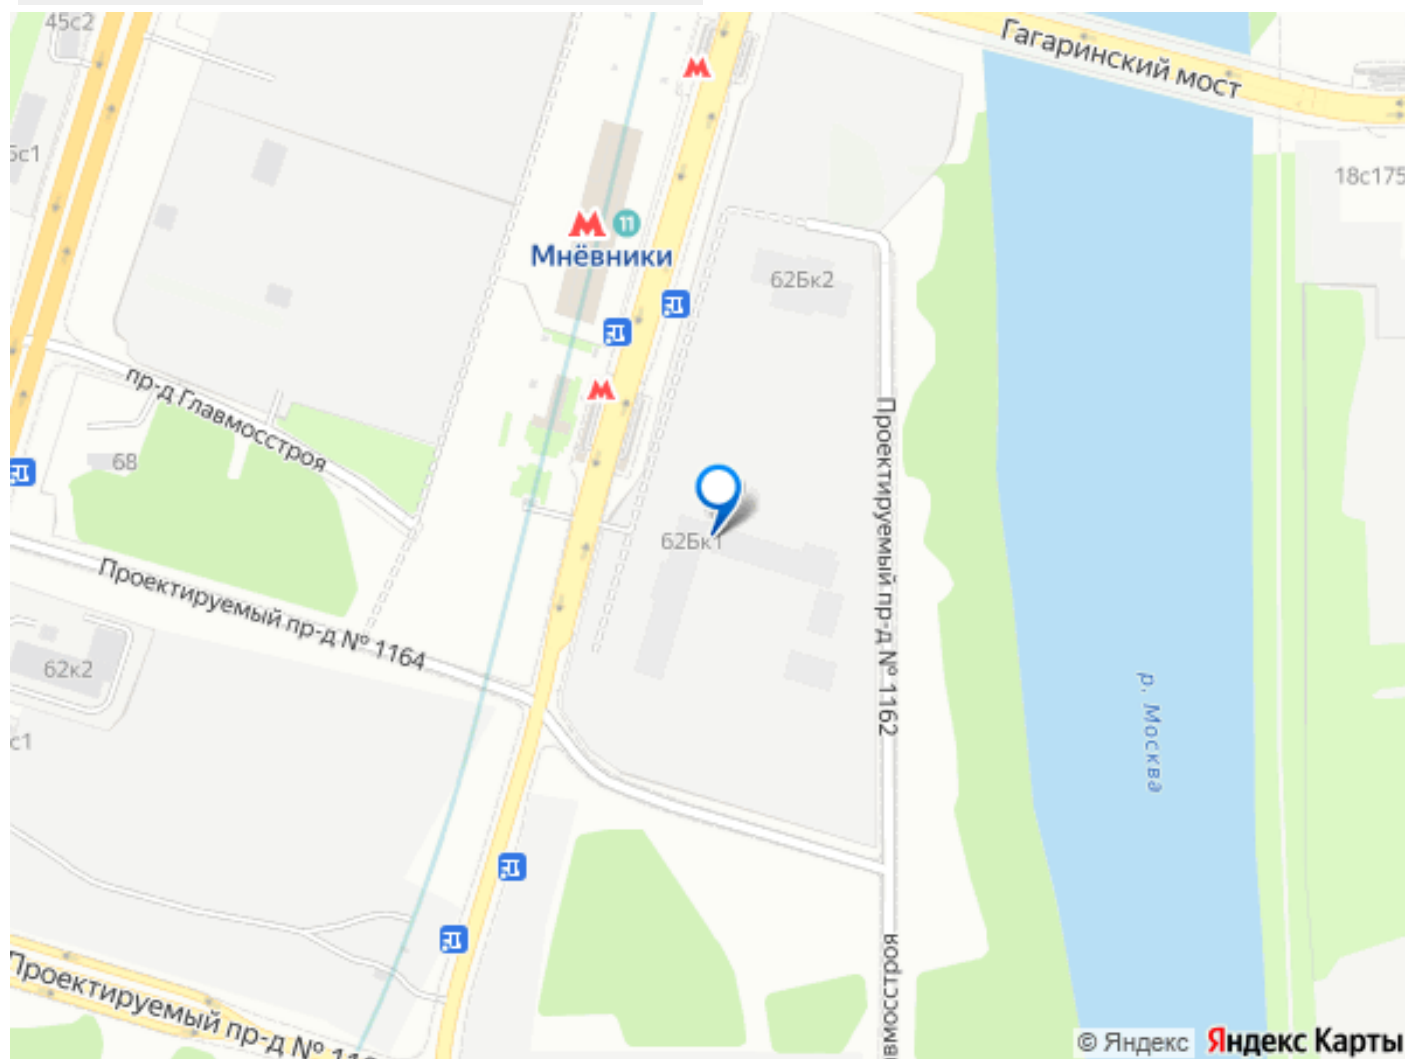 45с2
Гагаринский мост
5с1
18с175
М
М 11
Мнёвники
62Бк2
М
пр-д Главмосстроя
68
Проектируемый пр-д № 1162
62Бк1
Проектируемый пр-д № 1164
62к2
с1
р. Москва
Проектируемый пр-д №
© Яндекс Яндекс Карты